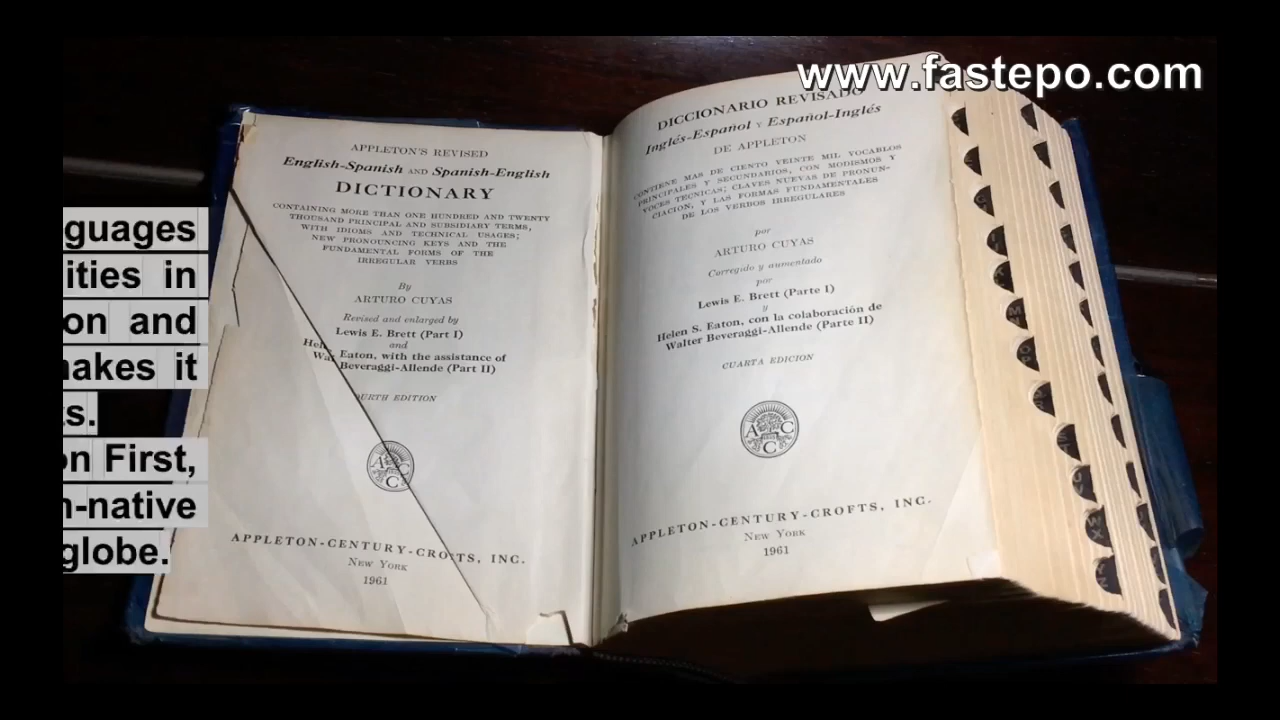 www.fastepo.com
guages
ities in
on and
makes it
s.
on First,
n-native
globe.
APPLETON'S REVISED
English-Spanish AND Spanish-English
DICTIONARY
CONTAINING MORE THAN ONE HUNDRED AND TWENTY
THOUSAND PRINCIPAL AND SUBSIDIARY TERMS,
WITH IDIOMS AND TECHNICAL USAGES;
NEW PRONOUNCING KEYS AND THE
FUNDAMENTAL FORMS OF THE
IRREGULAR VERBS
By
ARTURO CUYAS
Revised and enlarged by
Lewis E. Brett (Part I)
and
Eaton, with the assistance of
Beveraggi-Allende (Part II)
URTH EDITION
ACC
APPLETON-CENTURY-CROFTS, INC.
NEW YORK
1961
DICCIONARIO REVISADO
Inglés-Español Y Español-Inglés
DE APPLETON
CONTIENE MAS DE CIENTO VEINTE MIL VOCABLOS
PRINCIPALES Y SECUNDARIOS, CON MODISMOS Y
VOCES TECNICAS; CLAVES NUEVAS DE PRONUN-
CIACION, Y LAS FORMAS FUNDAMENTALES
DE LOS VERBOS IRREGULARES
por
ARTURO CUYAS
Corregido y aumentado
por
Lewis E. Brett (Parte I)
y
Helen S. Eaton, con la colaboración de
Walter Beveraggi-Allende (Parte II)
CUARTA EDICION
ACC
APPLETON-CENTURY-CROFTS, INC.
NEW YORK
1961